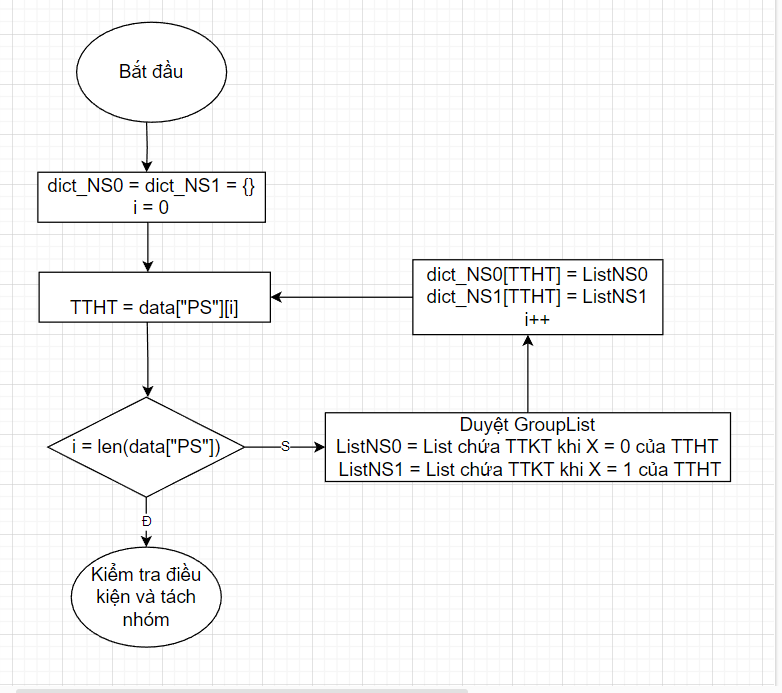 Bắt đầu
dict_NS0 = dict_NS1 = {}
i = 0
TTHT = data["PS"][i]
dict_NS0[TTHT] = ListNS0
dict_NS1[TTHT] = ListNS1
i++
i = len(data["PS"])
S
Duyệt GroupList
ListNS0 = List chứa TTKT khi X = 0 của TTHT
ListNS1 = List chứa TTKT khi X = 1 của TTHT
Đ
Kiểm tra điều
kiện và tách
nhóm